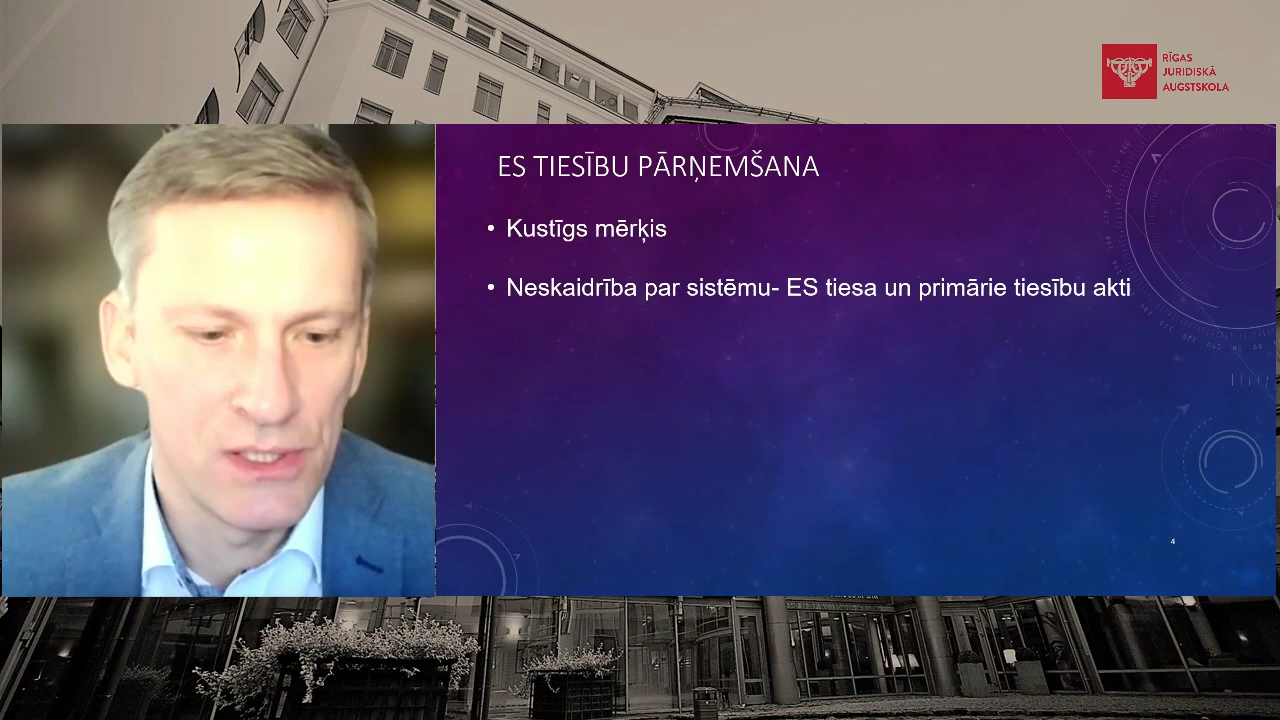 RĪGAS
JURIDISKĀ
AUGSTSKOLA
ES TIESĪBU PĀRŅEMŠANA
• Kustīgs mērķis
• Neskaidrība par sistēmu- ES tiesa un primārie tiesību akti
4